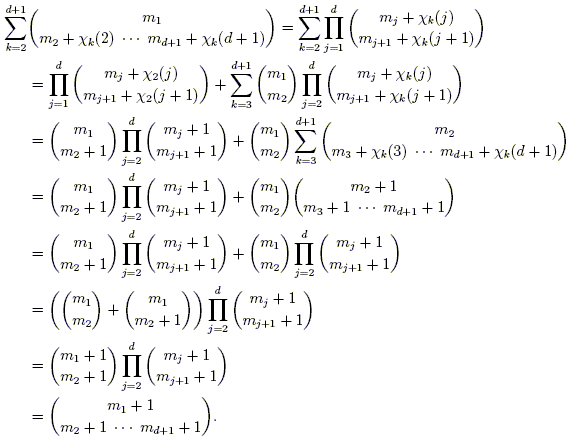 $$\sum_{k=2}^{d+1} \binom{m_1}{m_2 + \chi_k(2) \ \cdots \ m_{d+1} + \chi_k(d+1)} = \sum_{k=2}^{d+1} \prod_{j=1}^{d} \binom{m_j + \chi_k(j)}{m_{j+1} + \chi_k(j+1)}$$
$$= \prod_{j=1}^{d} \binom{m_j + \chi_2(j)}{m_{j+1} + \chi_2(j+1)} + \sum_{k=3}^{d+1} \binom{m_1}{m_2} \prod_{j=2}^{d} \binom{m_j + \chi_k(j)}{m_{j+1} + \chi_k(j+1)}$$
$$= \binom{m_1}{m_2 + 1} \prod_{j=2}^{d} \binom{m_j + 1}{m_{j+1} + 1} + \binom{m_1}{m_2} \sum_{k=3}^{d+1} \binom{m_2}{m_3 + \chi_k(3) \ \cdots \ m_{d+1} + \chi_k(d+1)}$$
$$= \binom{m_1}{m_2 + 1} \prod_{j=2}^{d} \binom{m_j + 1}{m_{j+1} + 1} + \binom{m_1}{m_2} \binom{m_2 + 1}{m_3 + 1 \ \cdots \ m_{d+1} + 1}$$
$$= \binom{m_1}{m_2 + 1} \prod_{j=2}^{d} \binom{m_j + 1}{m_{j+1} + 1} + \binom{m_1}{m_2} \prod_{j=2}^{d} \binom{m_j + 1}{m_{j+1} + 1}$$
$$= \left( \binom{m_1}{m_2} + \binom{m_1}{m_2 + 1} \right) \prod_{j=2}^{d} \binom{m_j + 1}{m_{j+1} + 1}$$
$$= \binom{m_1 + 1}{m_2 + 1} \prod_{j=2}^{d} \binom{m_j + 1}{m_{j+1} + 1}$$
$$= \binom{m_1 + 1}{m_2 + 1 \ \cdots \ m_{d+1} + 1}.$$